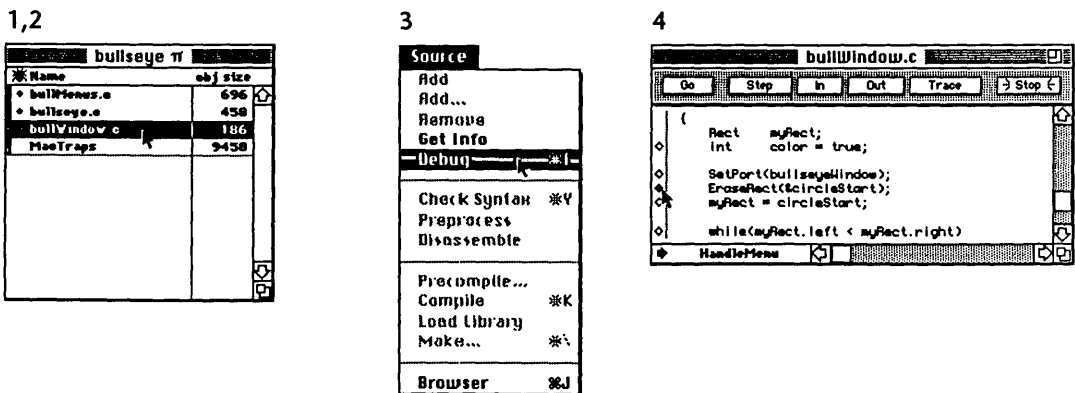 1,2
bullseye π
Name obj size
bullMenus.c 696
bullseye.c 458
bullWindow.c 186
MacTraps 9458
3
Source
Add
Add...
Remove
Get Info
Debug
Check Syntax ⌘Y
Preprocess
Disassemble
Precompile...
Compile ⌘K
Load Library
Make... ⌘\
Browser ⌘J
4
bullWindow.c
Go Step In Out Trace Stop
{
Rect myRect;
int color = true;
SetPort(bullseyeWindow);
EraseRect(&circleStart);
myRect = circleStart;
while(myRect.left < myRect.right)
HandleMenu